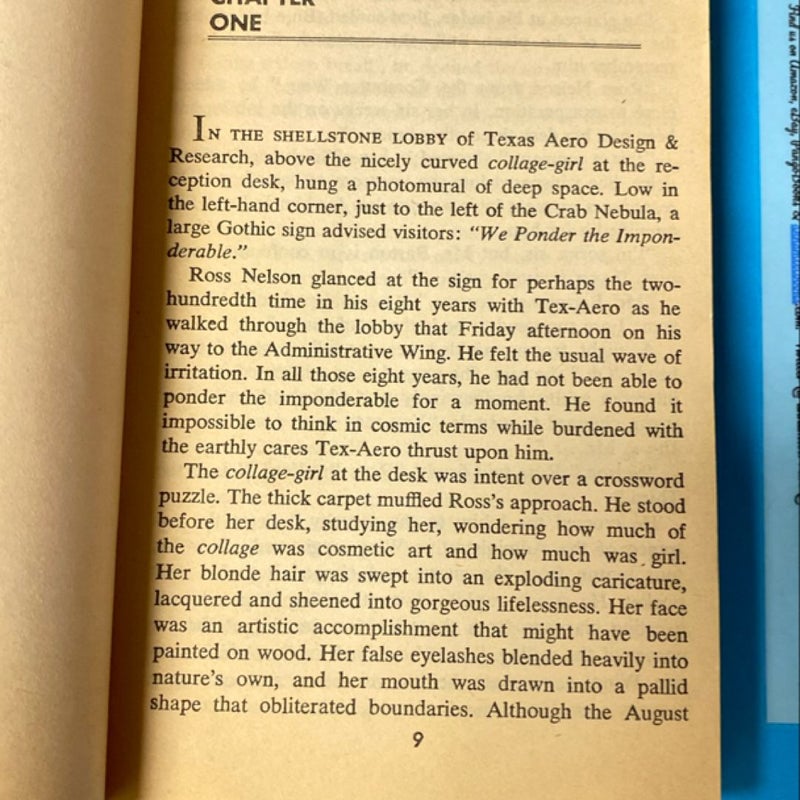 CHAPTER
ONE
IN THE SHELLSTONE LOBBY of Texas Aero Design &
Research, above the nicely curved collage-girl at the re-
ception desk, hung a photomural of deep space. Low in
the left-hand corner, just to the left of the Crab Nebula, a
large Gothic sign advised visitors: "We Ponder the Impon-
derable."
Ross Nelson glanced at the sign for perhaps the two-
hundredth time in his eight years with Tex-Aero as he
walked through the lobby that Friday afternoon on his
way to the Administrative Wing. He felt the usual wave of
irritation. In all those eight years, he had not been able to
ponder the imponderable for a moment. He found it
impossible to think in cosmic terms while burdened with
the earthly cares Tex-Aero thrust upon him.
The collage-girl at the desk was intent over a crossword
puzzle. The thick carpet muffled Ross's approach. He stood
before her desk, studying her, wondering how much of
the collage was cosmetic art and how much was girl.
Her blonde hair was swept into an exploding caricature,
lacquered and sheened into gorgeous lifelessness. Her face
was an artistic accomplishment that might have been
painted on wood. Her false eyelashes blended heavily into
nature's own, and her mouth was drawn into a pallid
shape that obliterated boundaries. Although the August
9
Find us on Amazon, eBay,